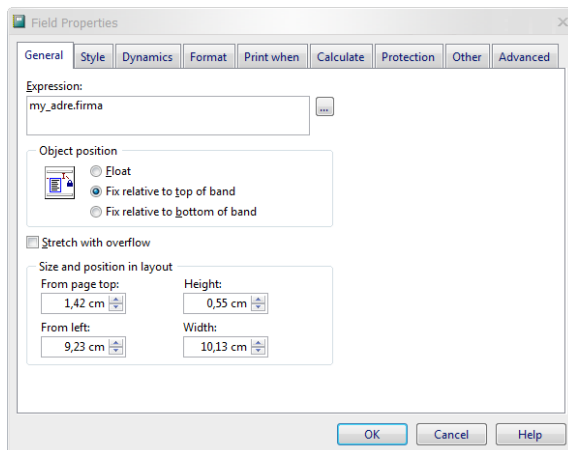 Field Properties
General Style Dynamics Format Print when Calculate Protection Other Advanced
Expression:
my_adre.firma
...
Object position
Float
Fix relative to top of band
Fix relative to bottom of band
Stretch with overflow
Size and position in layout
From page top: Height:
1,42 cm 0,55 cm
From left: Width:
9,23 cm 10,13 cm
OK Cancel Help